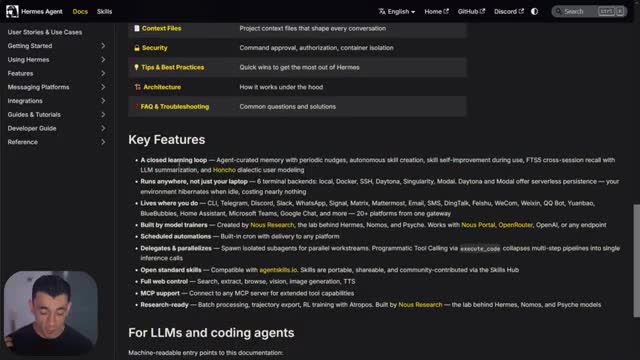 Hermes Agent Docs Skills English Home GitHub Discord Search
User Stories & Use Cases
Getting Started
Using Hermes
Features
Messaging Platforms
Integrations
Guides & Tutorials
Developer Guide
Reference
Context Files Project context files that shape every conversation
Security Command approval, authorization, container isolation
Tips & Best Practices Quick wins to get the most out of Hermes
Architecture How it works under the hood
FAQ & Troubleshooting Common questions and solutions
Key Features
• A closed learning loop — Agent-curated memory with periodic nudges, autonomous skill creation, skill self-improvement during use, FTS5 cross-session recall with
LLM summarization, and Honcho dialectic user modeling
• Runs anywhere, not just your laptop — 6 terminal backends: local, Docker, SSH, Daytona, Singularity, Modal. Daytona and Modal offer serverless persistence — your
environment hibernates when idle, costing nearly nothing
• Lives where you do — CLI, Telegram, Discord, Slack, WhatsApp, Signal, Matrix, Mattermost, Email, SMS, DingTalk, Feishu, WeCom, Weixin, QQ Bot, Yuanbao,
BlueBubbles, Home Assistant, Microsoft Teams, Google Chat, and more — 20+ platforms from one gateway
• Built by model trainers — Created by Nous Research, the lab behind Hermes, Nomos, and Psyche. Works with Nous Portal, OpenRouter, OpenAI, or any endpoint
• Scheduled automations — Built-in cron with delivery to any platform
• Delegates & parallelizes — Spawn isolated subagents for parallel workstreams. Programmatic Tool Calling via execute_code collapses multi-step pipelines into single
inference calls
• Open standard skills — Compatible with agentskills.io. Skills are portable, shareable, and community-contributed via the Skills Hub
• Full web control — Search, extract, browse, vision, image generation, TTS
• MCP support — Connect to any MCP server for extended tool capabilities
• Research-ready — Batch processing, trajectory export, RL training with Atropos. Built by Nous Research — the lab behind Hermes, Nomos, and Psyche models
For LLMs and coding agents
Machine-readable entry points to this documentation: